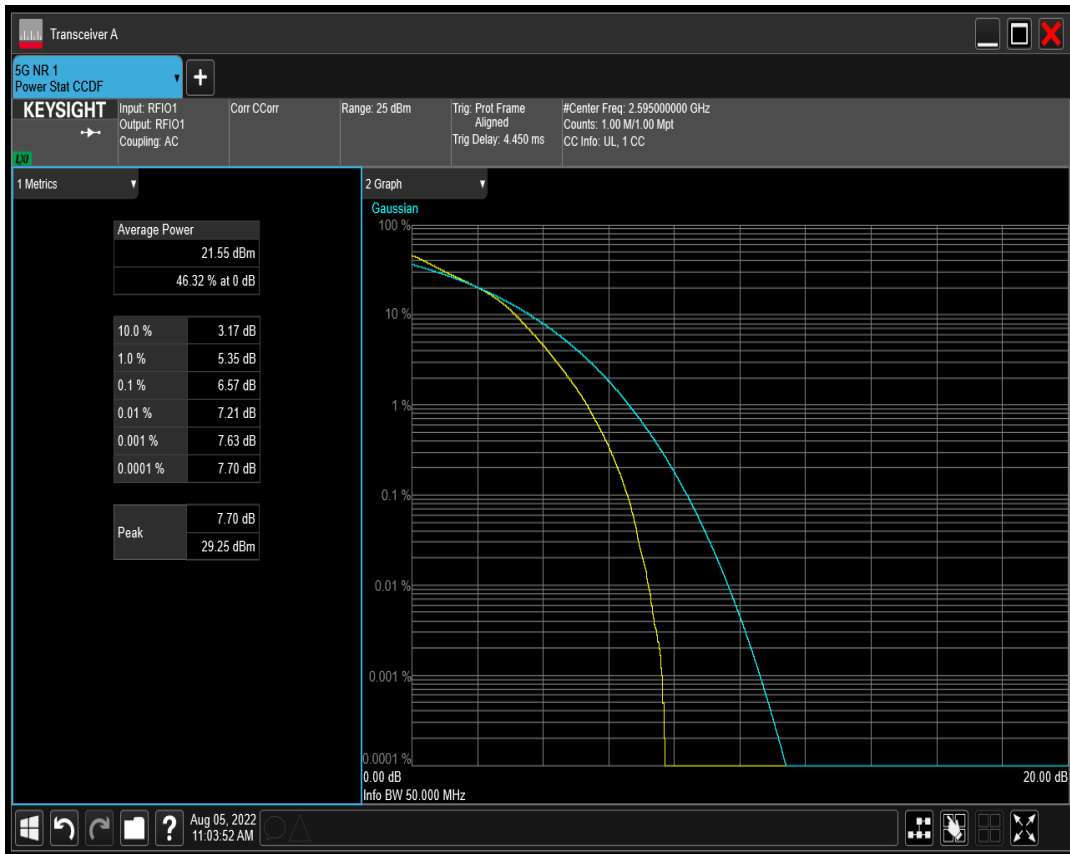 Transceiver A
5G NR 1
Power Stat CCDF
+
KEYSIGHT
LXI
Input: RFIO1
Output: RFIO1
Coupling: AC
Corr CCorr
Range: 25 dBm
Trig: Prot Frame
Aligned
Trig Delay: 4.450 ms
#Center Freq: 2.595000000 GHz
Counts: 1.00 M/1.00 Mpt
CC Info: UL, 1 CC
1 Metrics
Average Power
21.55 dBm
46.32 % at 0 dB
10.0 % 3.17 dB
1.0 % 5.35 dB
0.1 % 6.57 dB
0.01 % 7.21 dB
0.001 % 7.63 dB
0.0001 % 7.70 dB
Peak
7.70 dB
29.25 dBm
2 Graph
Gaussian
100 %
10 %
1 %
0.1 %
0.01 %
0.001 %
0.0001 %
0.00 dB 20.00 dB
Info BW 50.000 MHz
?
Aug 05, 2022
11:03:52 AM